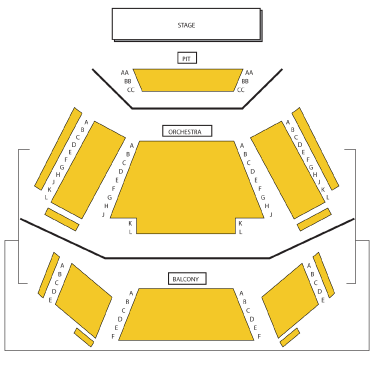 STAGE
PIT
AA AA
BB BB
CC CC
ORCHESTRA
A A
B B
C C
D D
E E
F F
G G
H H
J J
K K
L L
A A
B B
C C
D D
E E
F F
G G
H H
J J
K K
L L
BALCONY
A A
B B
C C
D D
E E
A A
B B
C C
D D
E E
F F